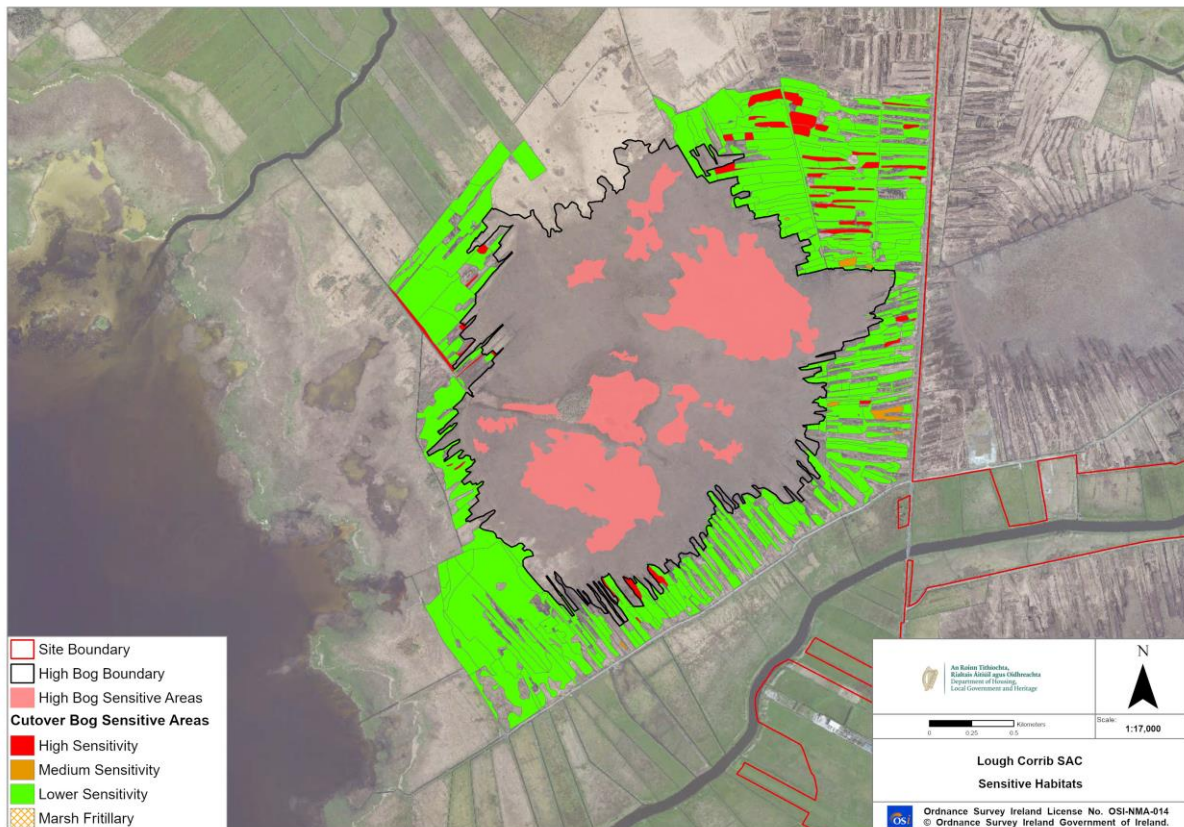 Site Boundary
High Bog Boundary
High Bog Sensitive Areas
Cutover Bog Sensitive Areas
High Sensitivity
Medium Sensitivity
Lower Sensitivity
Marsh Fritillary
An Roinn Tithíochta,
Rialtais Áitiúil agus Oidhreachta
Department of Housing,
Local Government and Heritage
N
Kilometers
0 0.25 0.5
Scale:
1:17,000
Lough Corrib SAC
Sensitive Habitats
OSi
Ordnance Survey Ireland License No. OSI-NMA-014
© Ordnance Survey Ireland Government of Ireland.